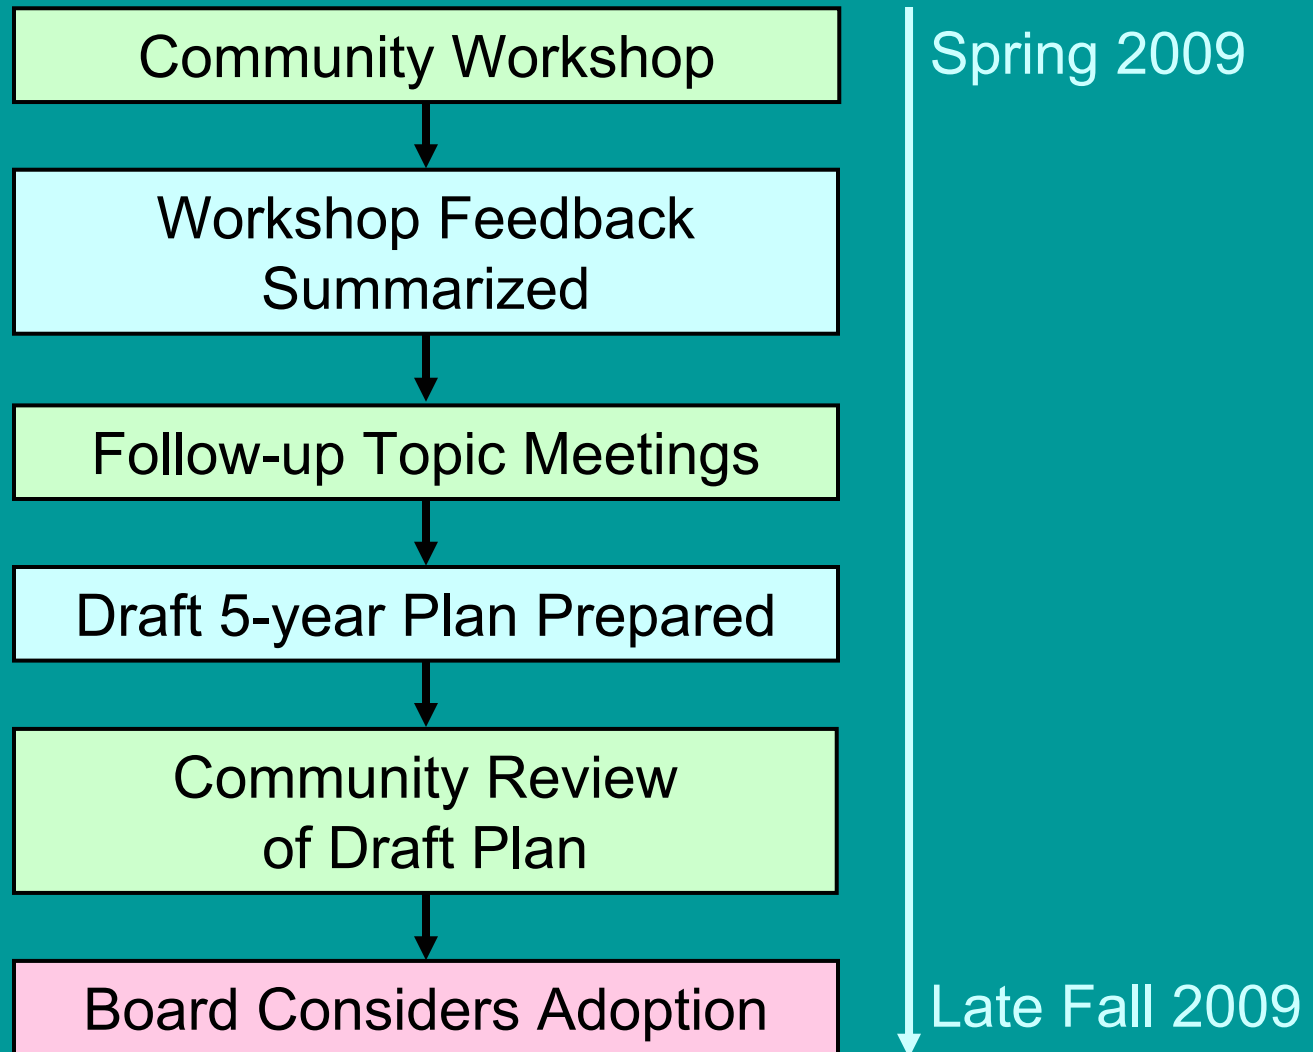 Community Workshop
Spring 2009
Workshop Feedback
Summarized
Follow-up Topic Meetings
Draft 5-year Plan Prepared
Community Review
of Draft Plan
Board Considers Adoption
Late Fall 2009